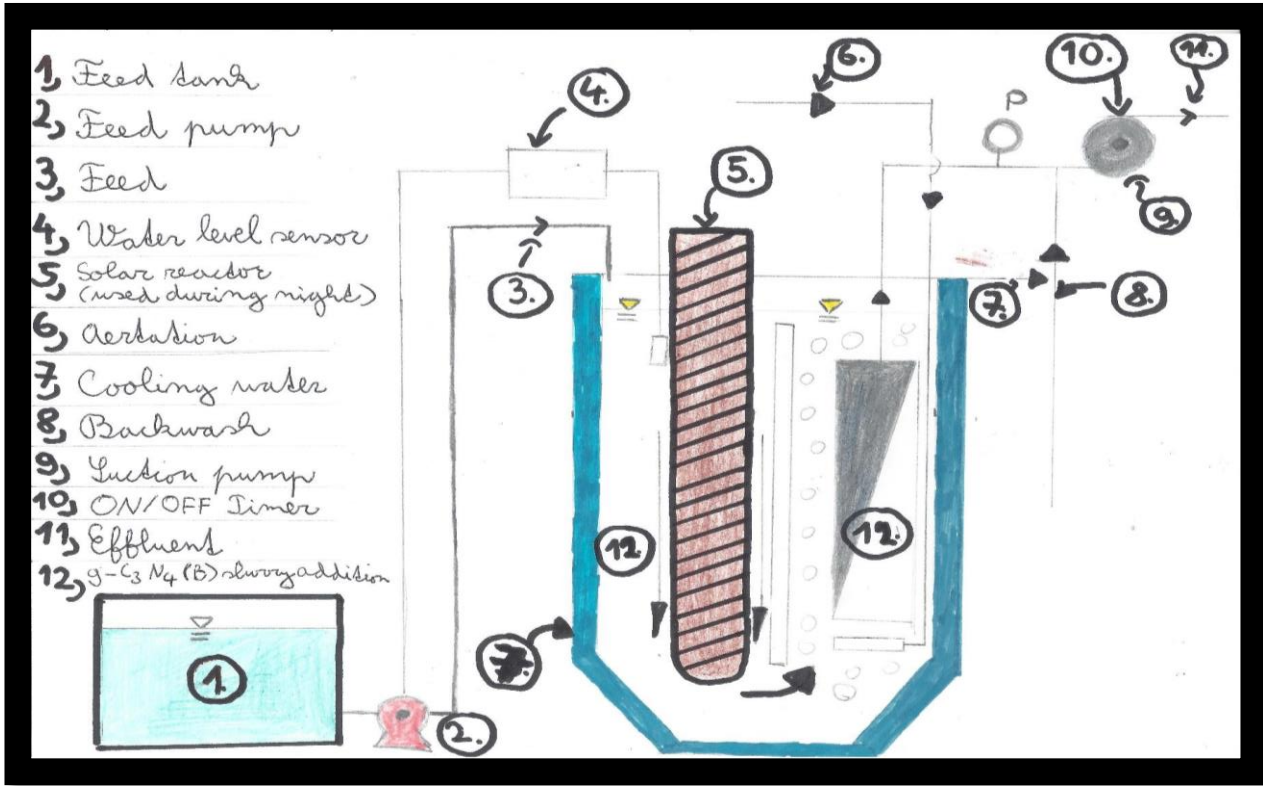 1, Feed tank
2, Feed pump
3, Feed
4, Water level sensor
5, Solar reactor
(used during night)
6, Aertation
7, Cooling water
8, Backwash
9, Suction pump
10, ON/OFF Timer
11, Effluent
12, g-C3N4(B) slurry addition
4.
6.
10.
11.
P
5.
9.
3.
7.
8.
12.
12.
1.
2.